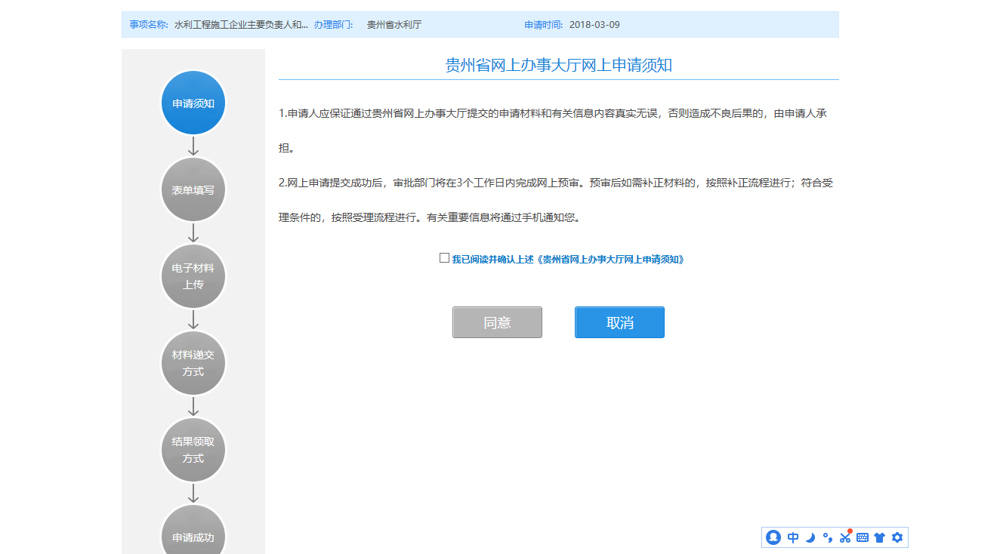 事项名称: 水利工程施工企业主要负责人和... 办理部门: 贵州省水利厅 申请时间: 2018-03-09
贵州省网上办事大厅网上申请须知
申请须知
1.申请人应保证通过贵州省网上办事大厅提交的申请材料和有关信息内容真实无误，否则造成不良后果的，由申请人承
担。
2.网上申请提交成功后，审批部门将在3个工作日内完成网上预审。预审后如需补正材料的，按照补正流程进行；符合受
理条件的，按照受理流程进行。有关重要信息将通过手机通知您。
我已阅读并确认上述《贵州省网上办事大厅网上申请须知》
同意 取消
表单填写
电子材料
上传
材料递交
方式
结果领取
方式
申请成功
中